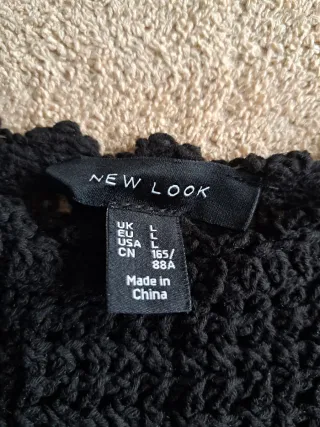 NEW LOOK
UK L
EU L
USA L
CN 165/
88A
Made in
China